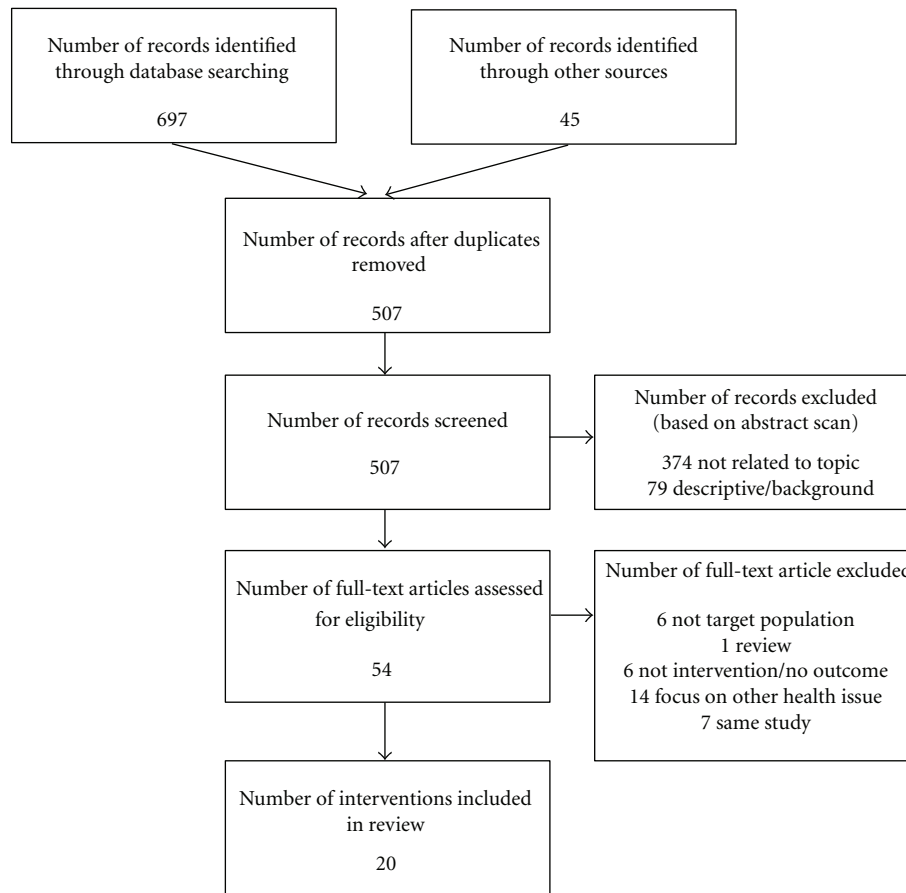 Number of records identified
through database searching
697
Number of records identified
through other sources
45
Number of records after duplicates
removed
507
Number of records screened
507
Number of records excluded
(based on abstract scan)
374 not related to topic
79 descriptive/background
Number of full-text articles assessed
for eligibility
54
Number of full-text article excluded
6 not target population
1 review
6 not intervention/no outcome
14 focus on other health issue
7 same study
Number of interventions included
in review
20